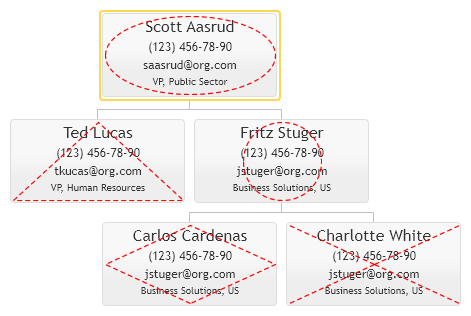 Scott Aasrud
(123) 456-78-90
saasrud@org.com
VP, Public Sector
Ted Lucas
(123) 456-78-90
tkucas@org.com
VP, Human Resources
Fritz Stuger
(123) 456-78-90
jstuger@org.com
Business Solutions, US
Carlos Cardenas
(123) 456-78-90
jstuger@org.com
Business Solutions, US
Charlotte White
(123) 456-78-90
jstuger@org.com
Business Solutions, US